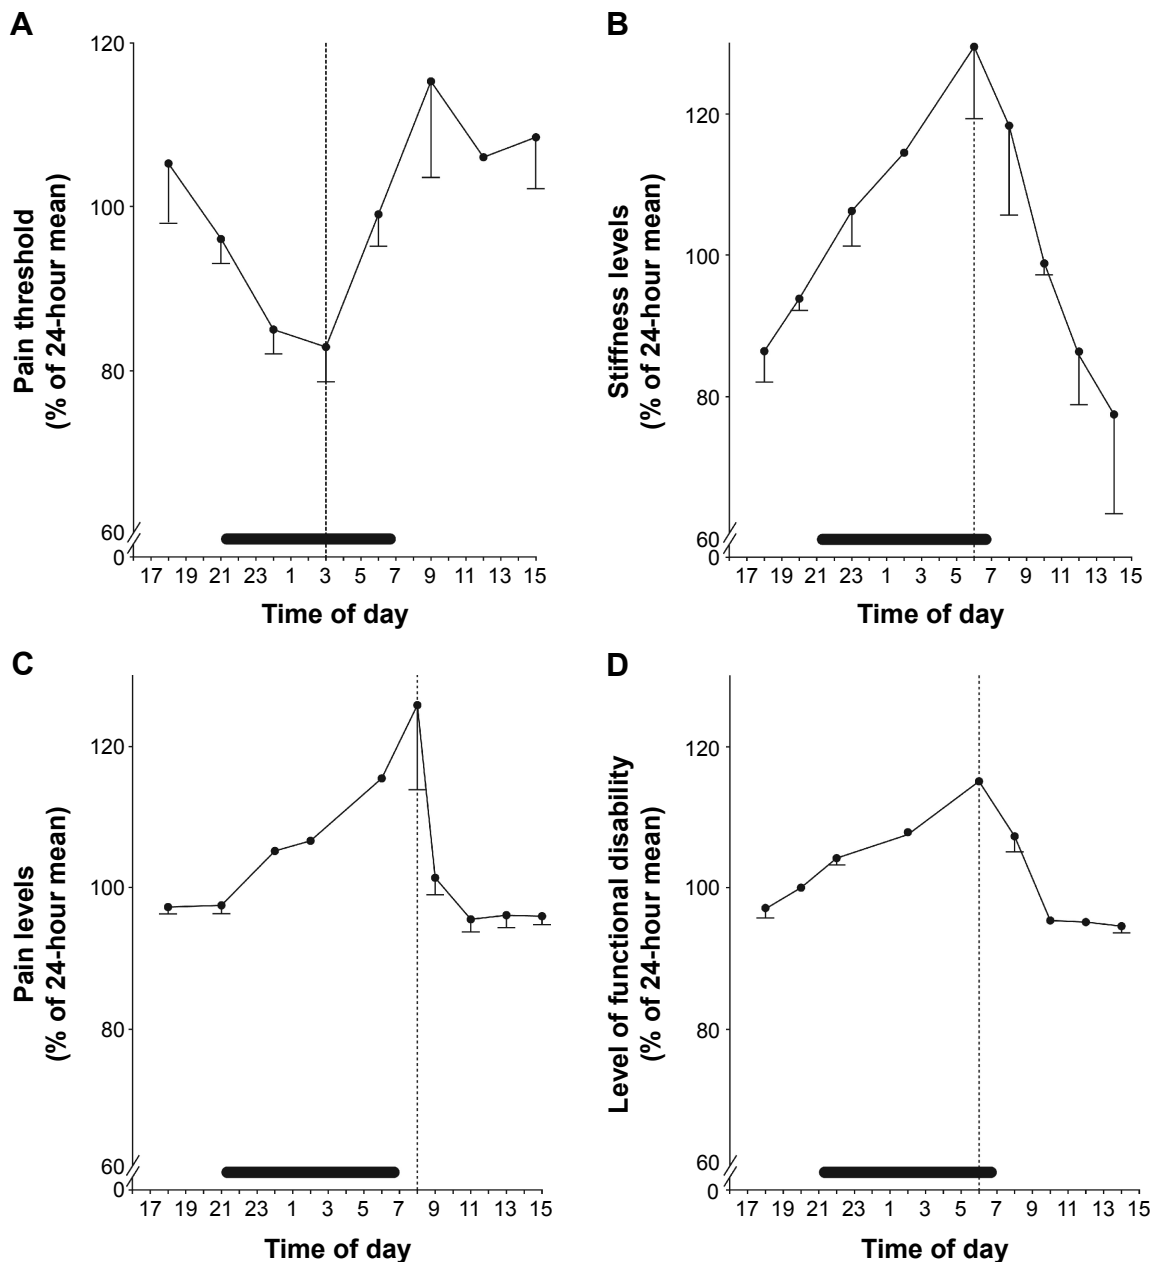 A
Pain threshold
(% of 24-hour mean)
120
100
80
60
0
17 19 21 23 1 3 5 7 9 11 13 15
Time of day
B
Stiffness levels
(% of 24-hour mean)
120
100
80
60
0
17 19 21 23 1 3 5 7 9 11 13 15
Time of day
C
Pain levels
(% of 24-hour mean)
120
100
80
60
0
17 19 21 23 1 3 5 7 9 11 13 15
Time of day
D
Level of functional disability
(% of 24-hour mean)
120
100
80
60
0
17 19 21 23 1 3 5 7 9 11 13 15
Time of day